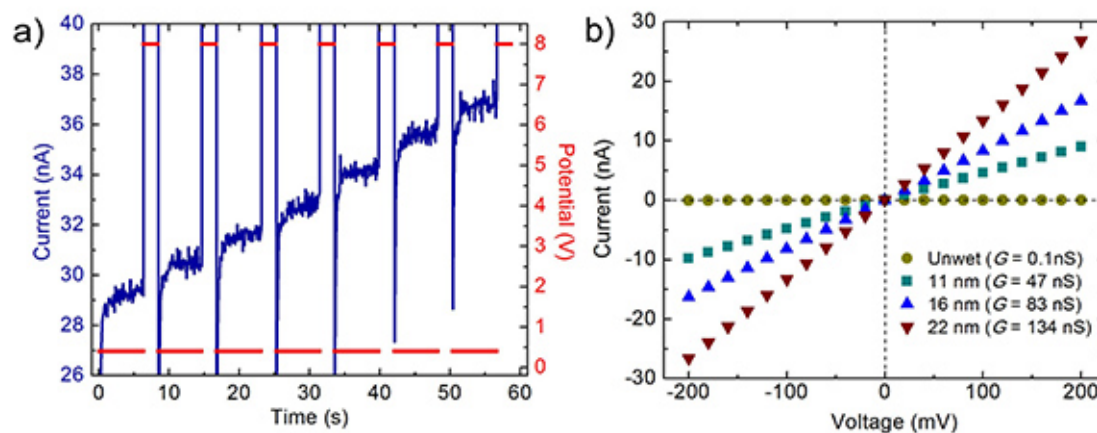 a)
40
38
36
34
32
30
28
26
Current (nA)
0 10 20 30 40 50 60
Time (s)
8
7
6
5
4
3
2
1
0
Potential (V)
b)
30
20
10
0
-10
-20
-30
Current (nA)
-200 -100 0 100 200
Voltage (mV)
Unwet (G = 0.1nS)
11 nm (G = 47 nS)
16 nm (G = 83 nS)
22 nm (G = 134 nS)